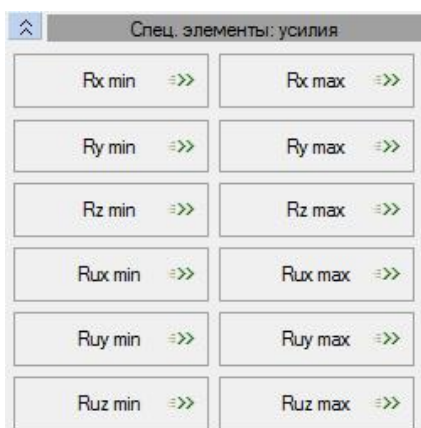 Спец. элементы: усилия
Rx min Rx max
Ry min Ry max
Rz min Rz max
Rux min Rux max
Ruy min Ruy max
Ruz min Ruz max